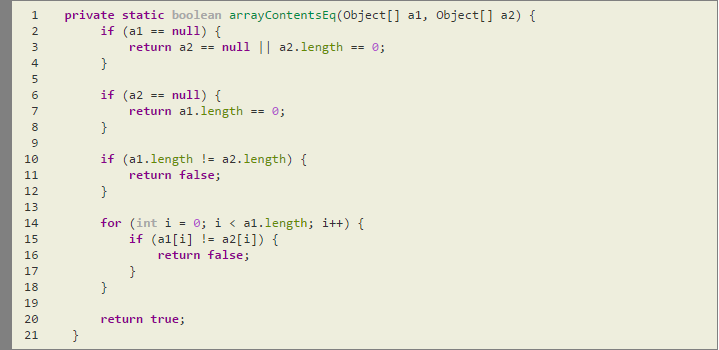 1 private static boolean arrayContentsEq(Object[] a1, Object[] a2) {
2 if (a1 == null) {
3 return a2 == null || a2.length == 0;
4 }
5
6 if (a2 == null) {
7 return a1.length == 0;
8 }
9
10 if (a1.length != a2.length) {
11 return false;
12 }
13
14 for (int i = 0; i < a1.length; i++) {
15 if (a1[i] != a2[i]) {
16 return false;
17 }
18 }
19
20 return true;
21 }